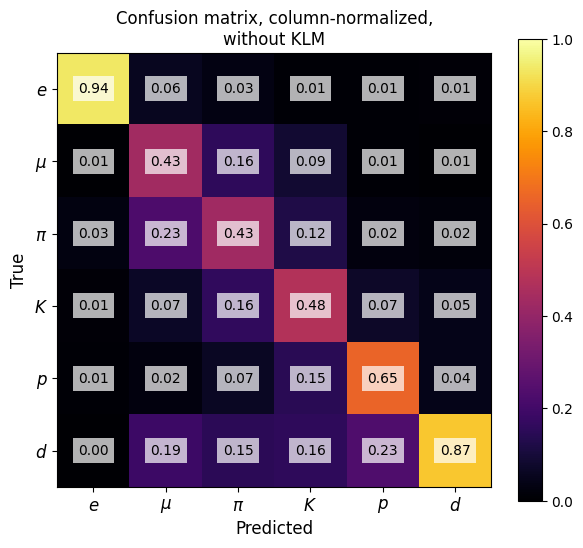 Confusion matrix, column-normalized,
without KLM
1.0
e 0.94 0.06 0.03 0.01 0.01 0.01
μ 0.01 0.43 0.16 0.09 0.01 0.01
0.8
π 0.03 0.23 0.43 0.12 0.02 0.02
0.6
True
K 0.01 0.07 0.16 0.48 0.07 0.05
0.4
p 0.01 0.02 0.07 0.15 0.65 0.04
0.2
d 0.00 0.19 0.15 0.16 0.23 0.87
0.0
e μ π K p d
Predicted